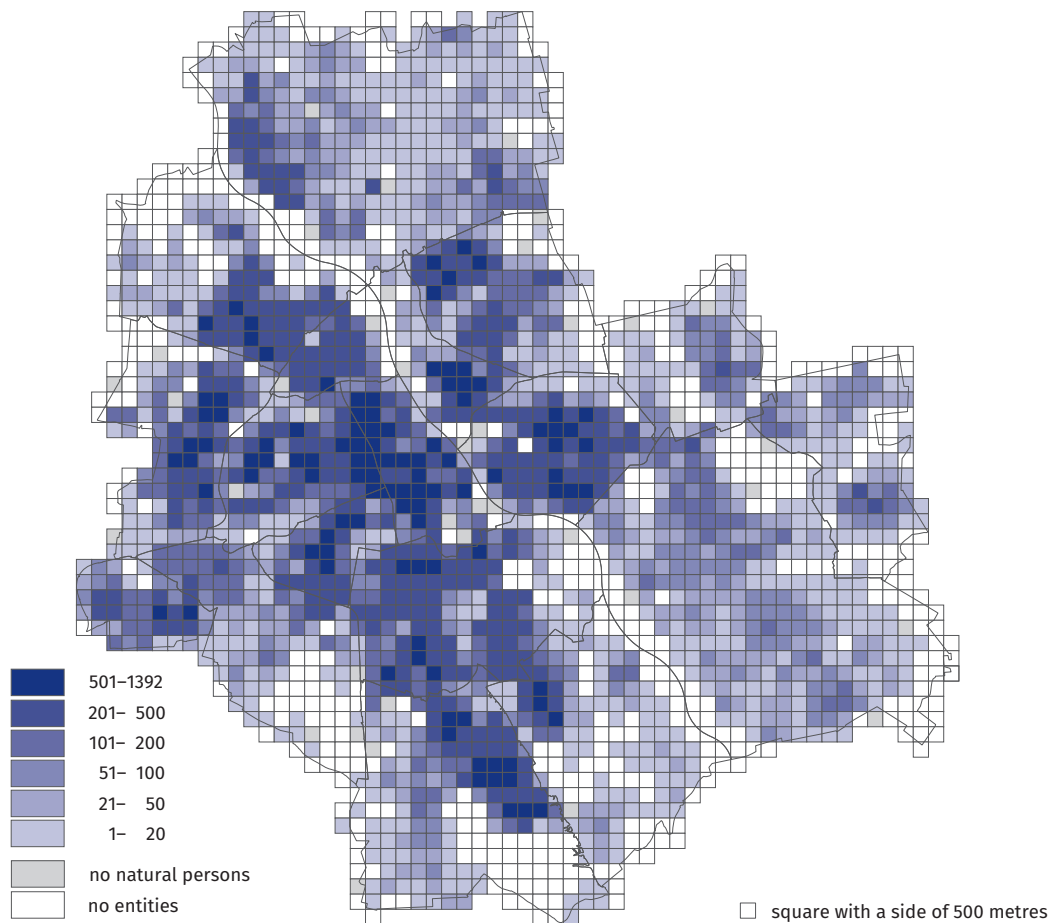 501–1392
201– 500
101– 200
51– 100
21– 50
1– 20
no natural persons
no entities
square with a side of 500 metres